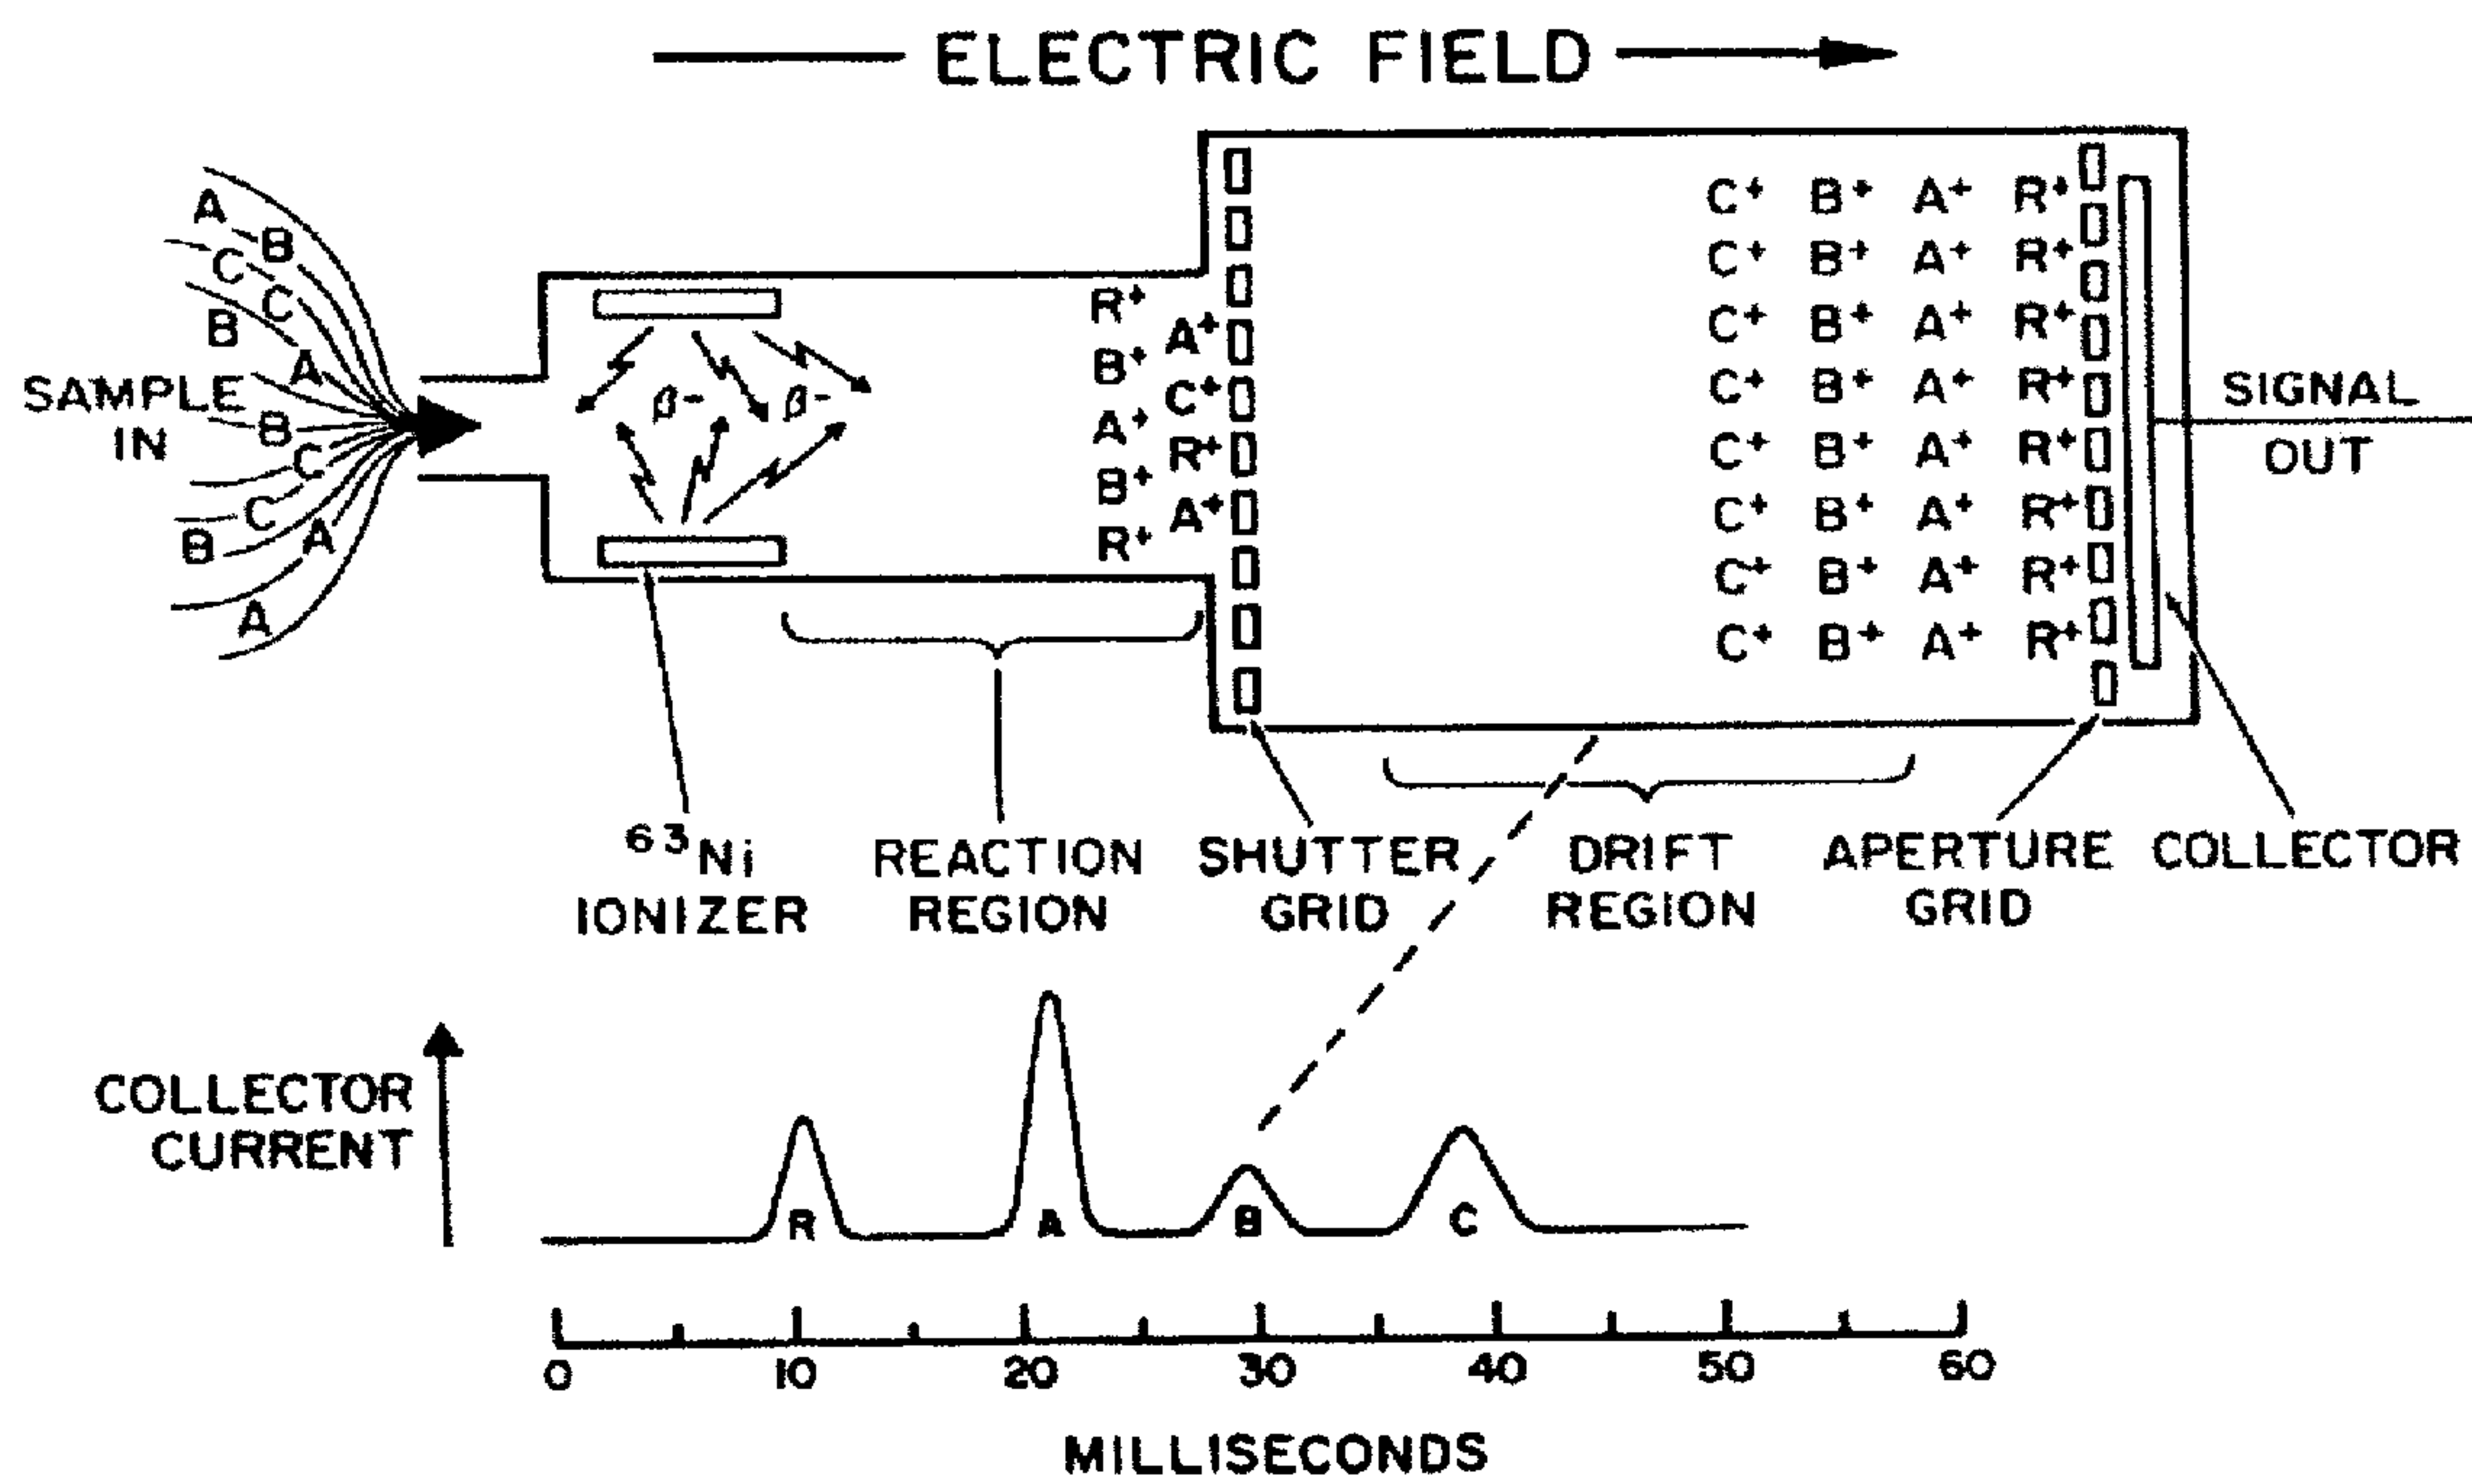 ELECTRIC FIELD
A
B
C
C
B
A
SAMPLE
IN
B
C
C
B
A
A
β- β-
R+
A+
B+
C+
A+
R+
B+
A+
R+
C+ B+ A+ R+
C+ B+ A+ R+
C+ B+ A+ R+
C+ B+ A+ R+
C+ B+ A+ R+
C+ B+ A+ R+
C+ B+ A+ R+
C+ B+ A+ R+
SIGNAL
OUT
63Ni
IONIZER
REACTION
REGION
SHUTTER
GRID
DRIFT
REGION
APERTURE
GRID
COLLECTOR
COLLECTOR
CURRENT
R A B C
0 10 20 30 40 50 60
MILLISECONDS